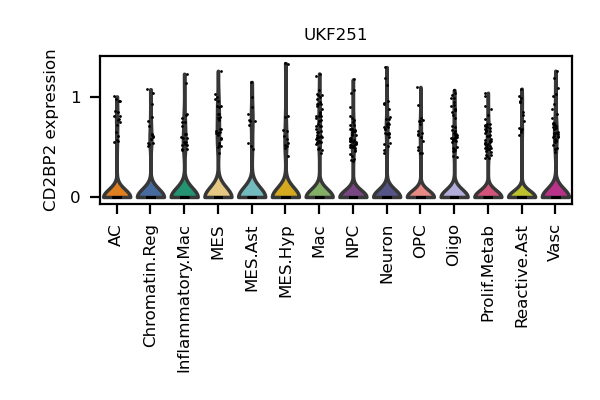 UKF251
CD2BP2 expression
1
0
AC
Chromatin.Reg
Inflammatory.Mac
MES
MES.Ast
MES.Hyp
Mac
NPC
Neuron
OPC
Oligo
Prolif.Metab
Reactive.Ast
Vasc